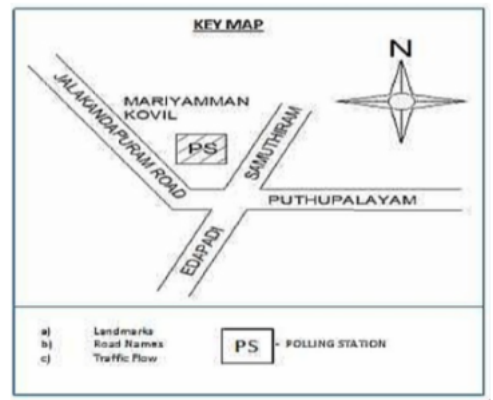 KEY MAP
N
JALAKANDAPURAM ROAD
MARIYAMMAN
KOVIL
PS
SAMUTHIRAM
PUTHUPALAYAM
EDAPADI
a) Landmarks
b) Road Names
c) Traffic Flow
PS - POLLING STATION